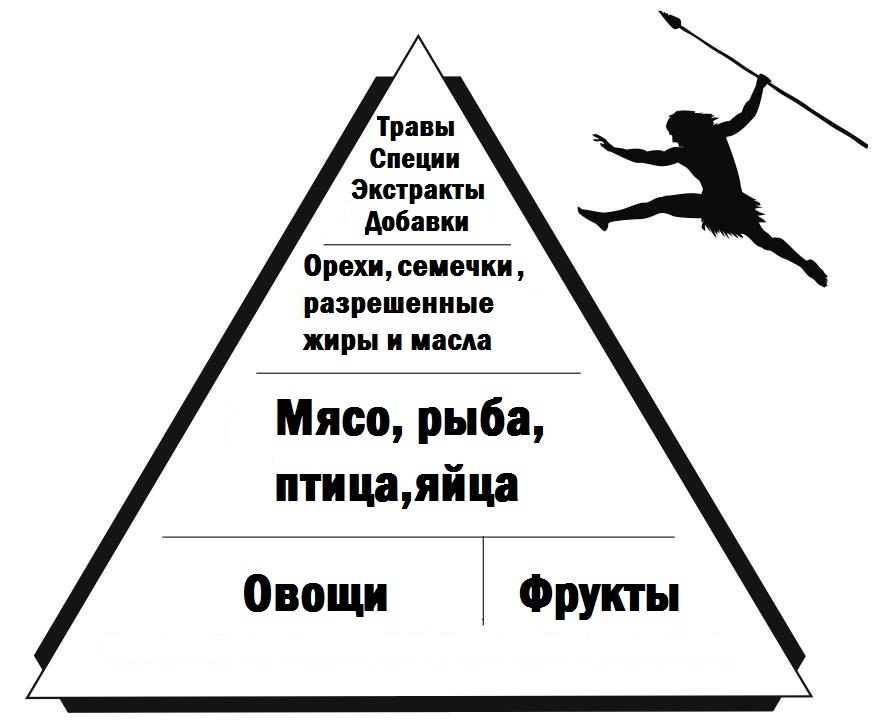 Травы
Специи
Экстракты
Добавки
Орехи, семечки,
разрешенные
жиры и масла
Мясо, рыба,
птица,яйца
Овощи
Фрукты